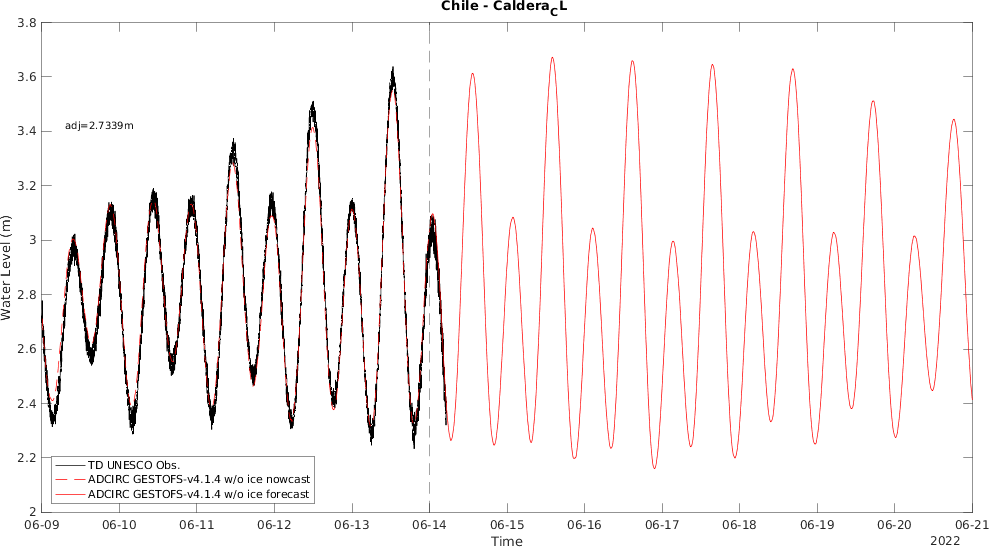 Chile - Caldera_CL
3.8
3.6
3.4
3.2
3
2.8
2.6
2.4
2.2
2
Water Level (m)
adj=2.7339m
TD UNESCO Obs.
ADCIRC GESTOFS-v4.1.4 w/o ice nowcast
ADCIRC GESTOFS-v4.1.4 w/o ice forecast
06-09 06-10 06-11 06-12 06-13 06-14 06-15 06-16 06-17 06-18 06-19 06-20 06-21
Time
2022